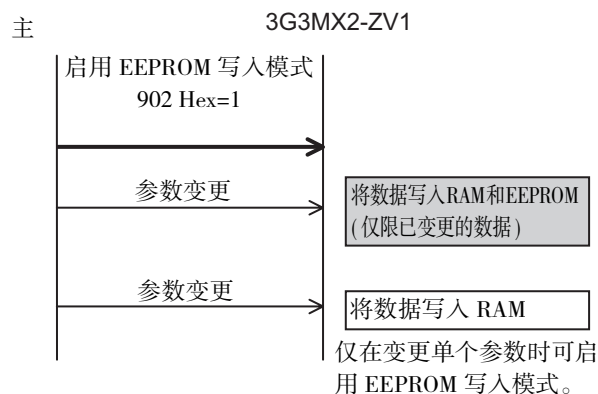 主
3G3MX2-ZV1
启用 EEPROM 写入模式
902 Hex=1
参数变更
将数据写入RAM和EEPROM
(仅限已变更的数据)
参数变更
将数据写入 RAM
仅在变更单个参数时可启
用 EEPROM 写入模式。